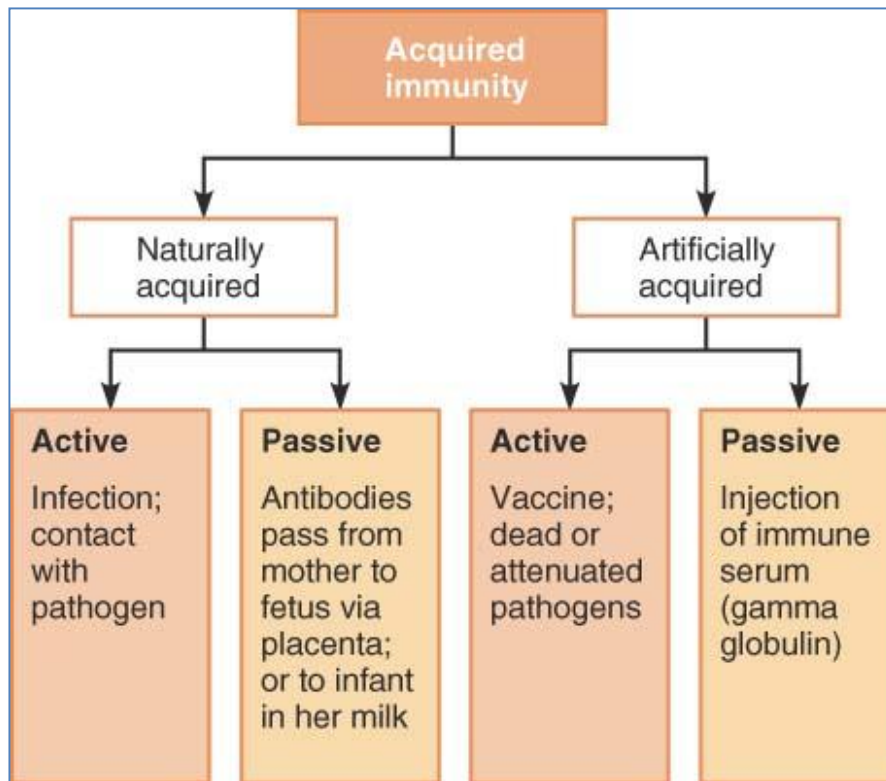 Acquired
immunity
Naturally
acquired
Artificially
acquired
Active
Infection;
contact
with
pathogen
Passive
Antibodies
pass from
mother to
fetus via
placenta;
or to infant
in her milk
Active
Vaccine;
dead or
attenuated
pathogens
Passive
Injection
of immune
serum
(gamma
globulin)